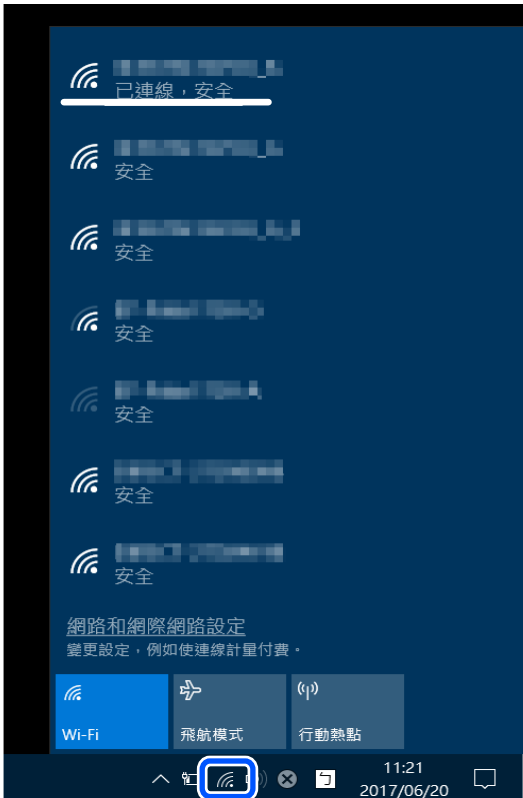 已連線，安全
安全
安全
安全
安全
安全
安全
網路和網際網路設定
變更設定，例如使連線計量付費。
Wi-Fi
飛航模式
行動熱點
ㄅ
11:21
2017/06/20